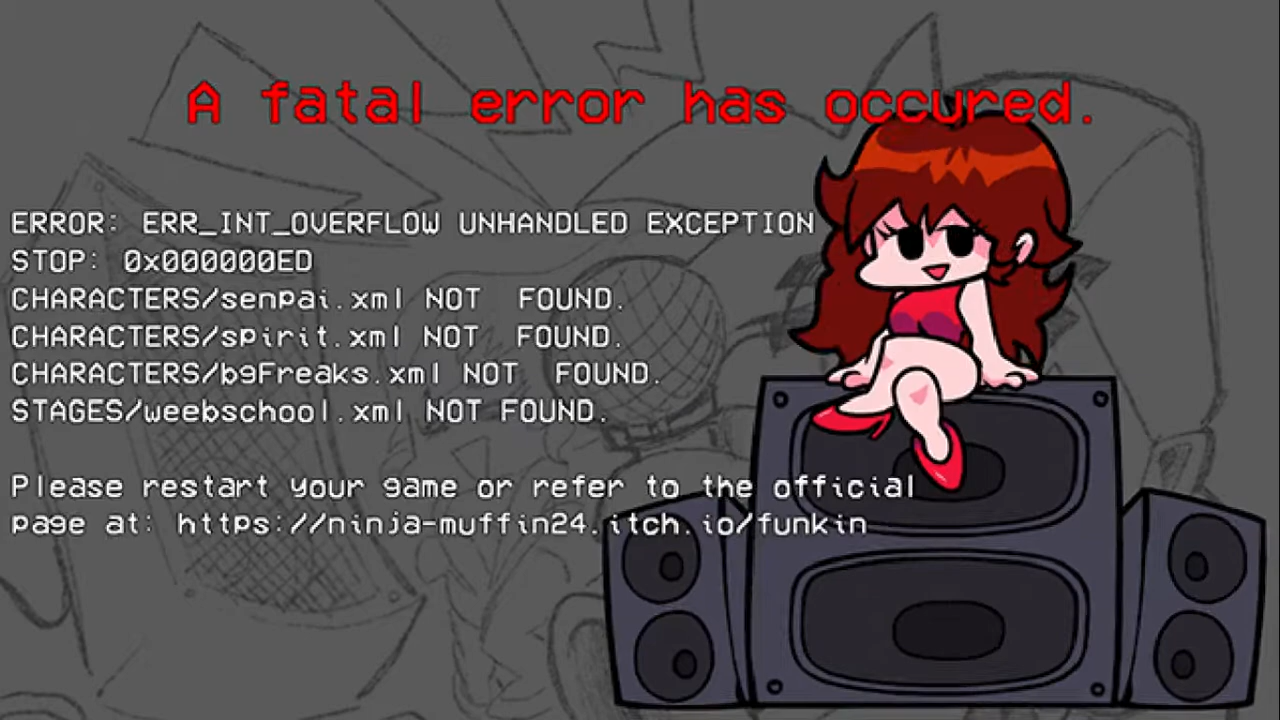 A fatal error has occured.
ERROR: ERR_INT_OVERFLOW UNHANDLED EXCEPTION
STOP: 0x000000ED
CHARACTERS/senpai.xml NOT FOUND.
CHARACTERS/spirit.xml NOT FOUND.
CHARACTERS/bgFreaks.xml NOT FOUND.
STAGES/weebschool.xml NOT FOUND.
Please restart your game or refer to the official
page at: https://ninja-muffin24.itch.io/funkin